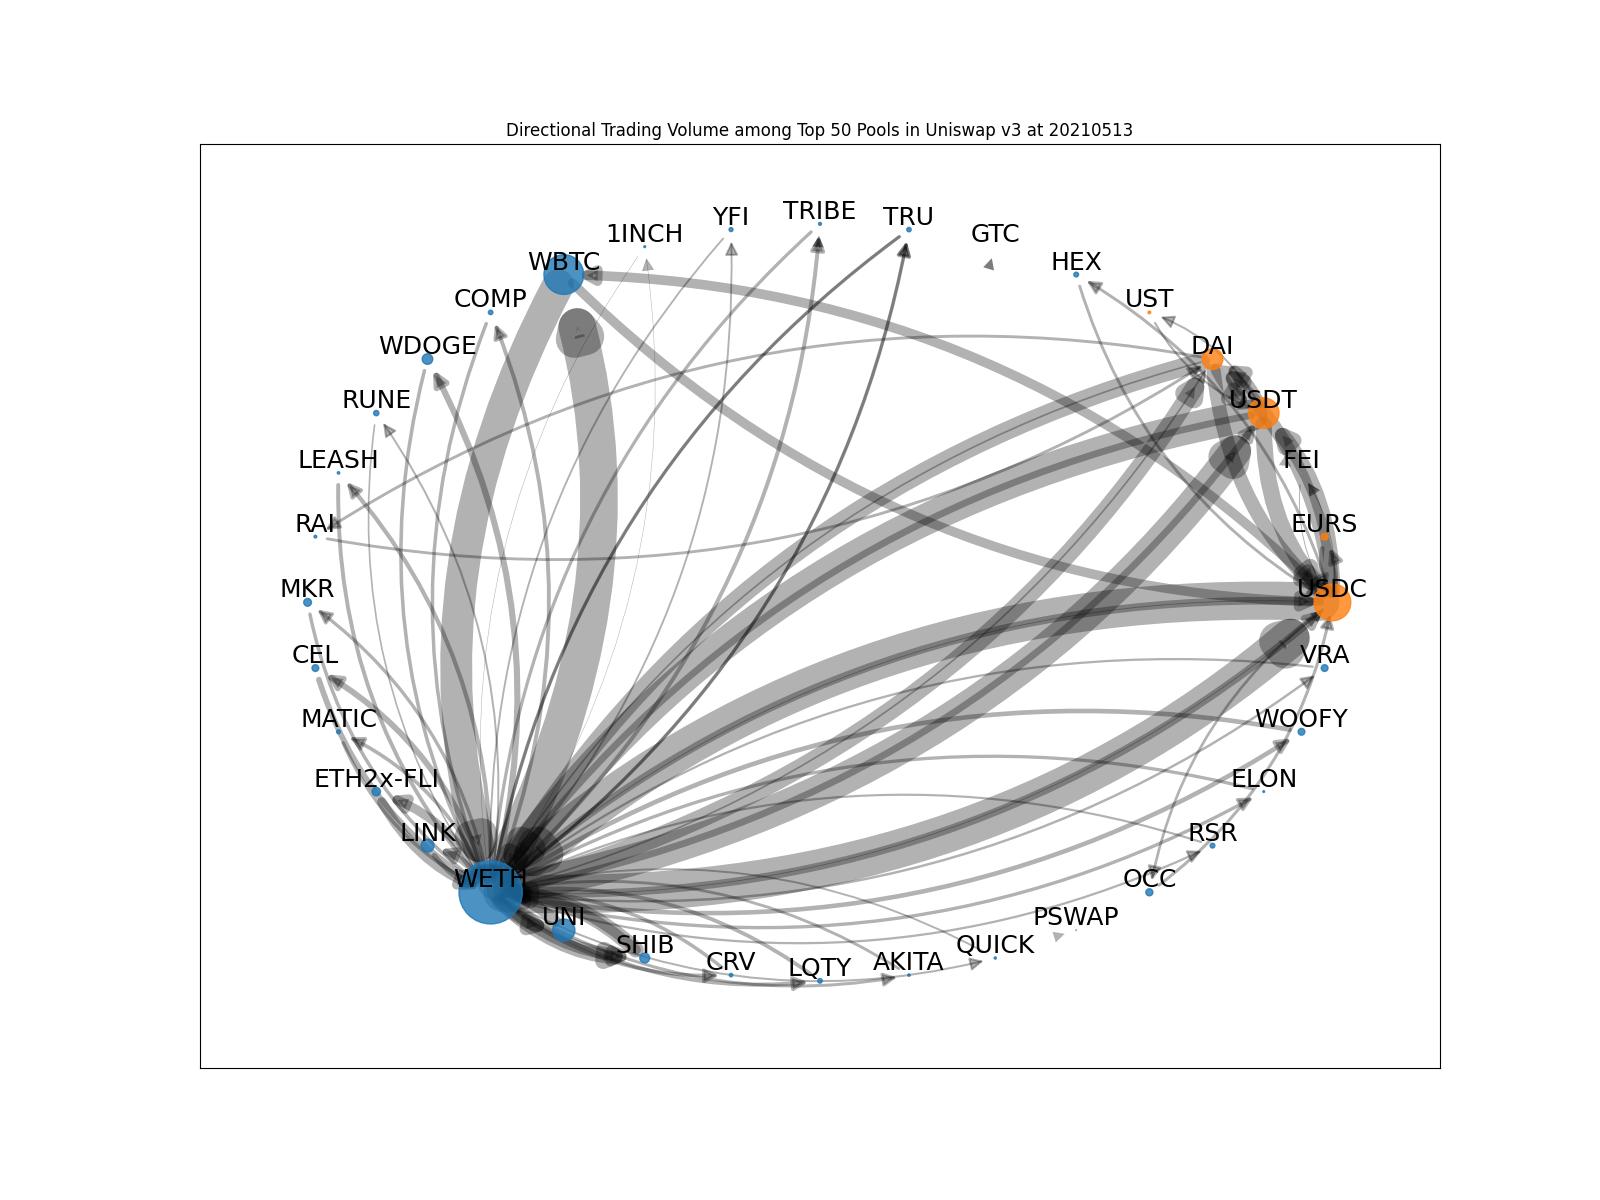 Directional Trading Volume among Top 50 Pools in Uniswap v3 at 20210513
TRIBE
YFI
TRU
1INCH
GTC
WBTC
HEX
COMP
UST
WDOGE
DAI
RUNE
USDT
LEASH
FEI
RAI
EURS
MKR
USDC
CEL
VRA
MATIC
WOOFY
ETH2x-FLI
ELON
LINK
RSR
WETH
OCC
UNI
PSWAP
SHIB
QUICK
CRV
AKITA
LQTY